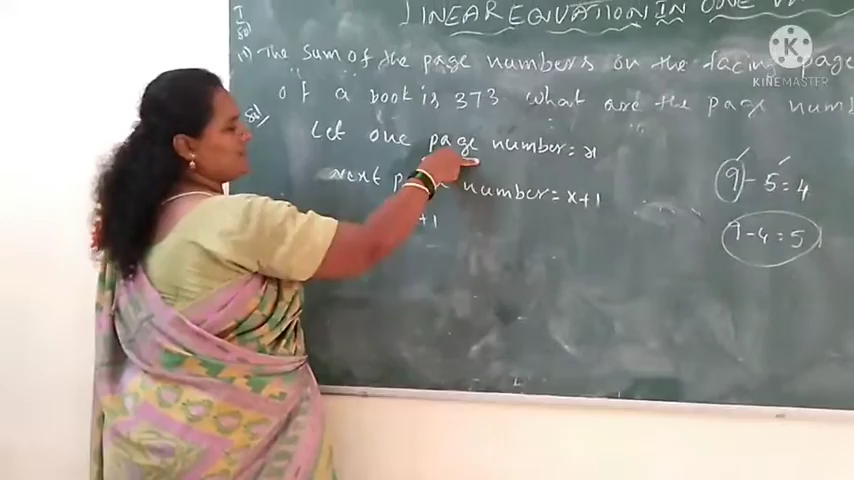 LINEAR EQUATION IN ONE
The sum of the page numbers on the facing page
of a book is 373 what are the page numb
Let one page number = x
Next number = x+1
+1
9 - 5 = 4
9 - 4 = 5
K
KINEMASTER